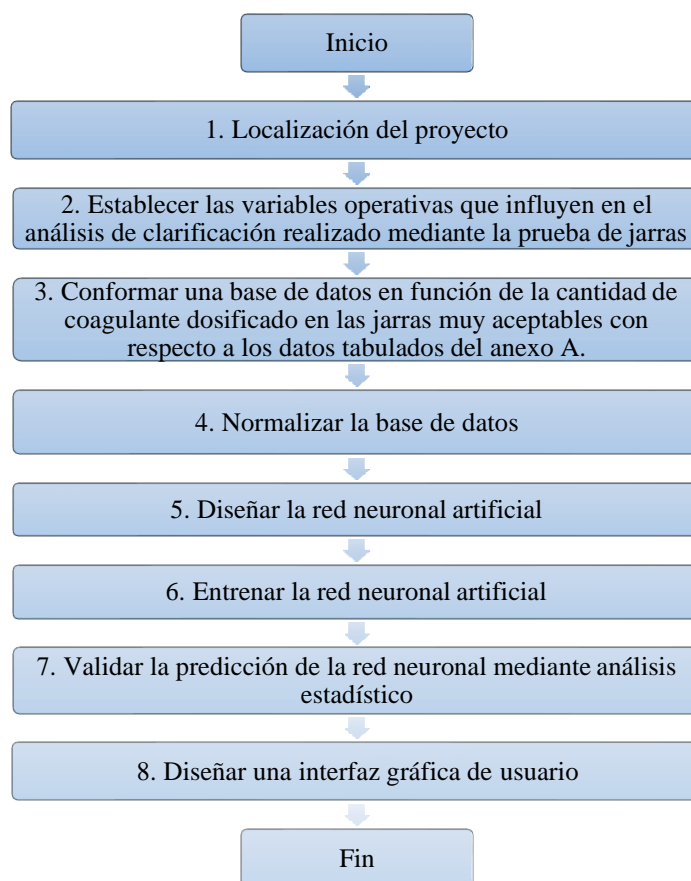 Inicio
1. Localización del proyecto
2. Establecer las variables operativas que influyen en el
análisis de clarificación realizado mediante la prueba de jarras
3. Conformar una base de datos en función de la cantidad de
coagulante dosificado en las jarras muy aceptables con
respecto a los datos tabulados del anexo A.
4. Normalizar la base de datos
5. Diseñar la red neuronal artificial
6. Entrenar la red neuronal artificial
7. Validar la predicción de la red neuronal mediante análisis
estadístico
8. Diseñar una interfaz gráfica de usuario
Fin